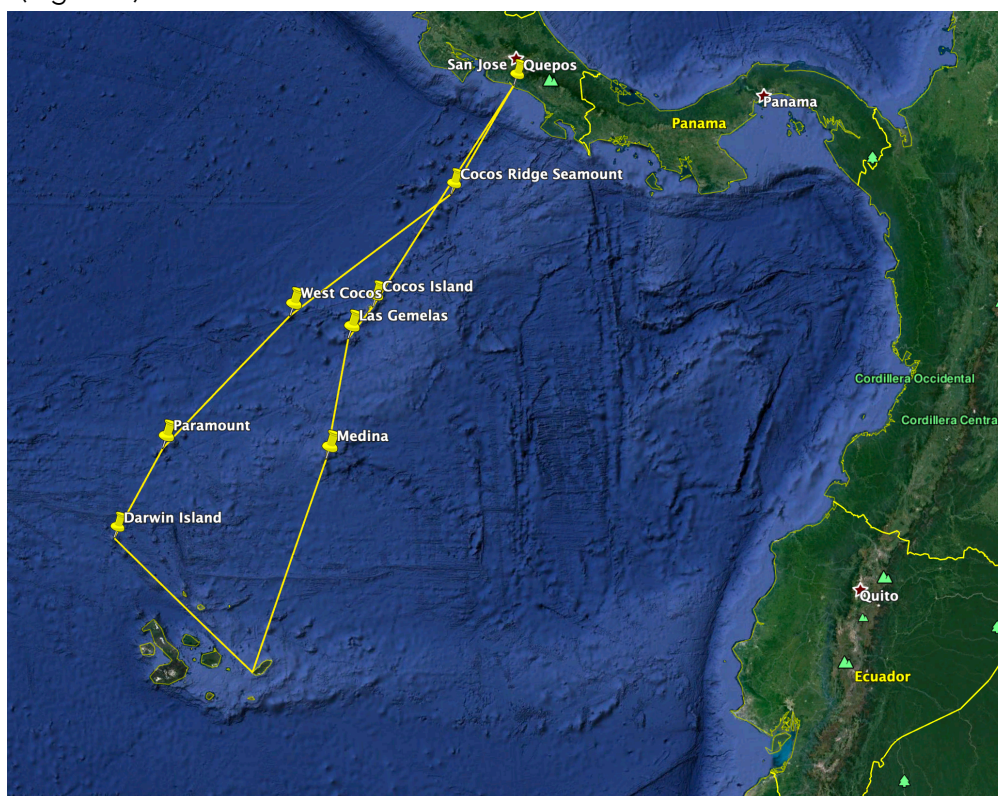 San Jose
Quepos
Panama
Panama
Cocos Ridge Seamount
Cocos Island
West Cocos
Las Gemelas
Cordillera Occidental
Cordillera Centra
Paramount
Medina
Darwin Island
Quito
Ecuador